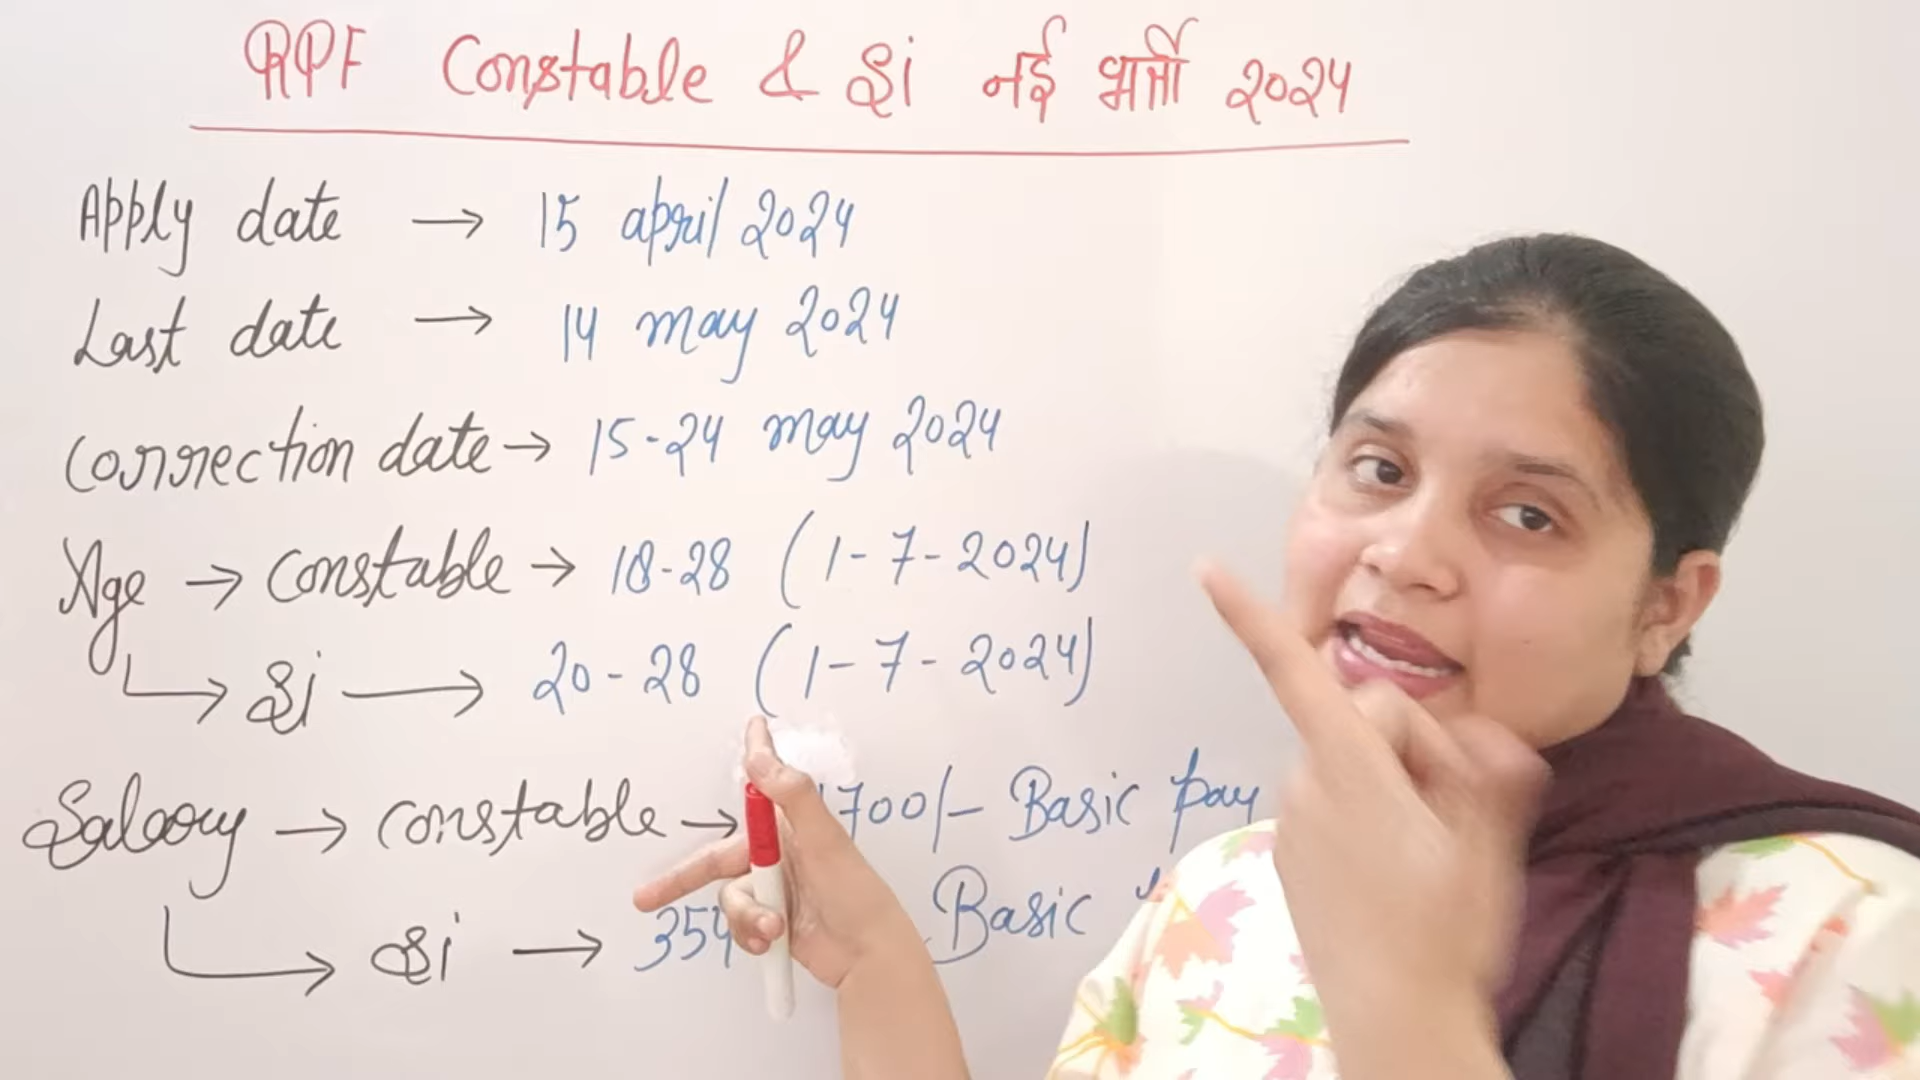 RPF Constable & Si नई भर्ती 2024
Apply date → 15 april 2024
Last date → 14 may 2024
Correction date → 15-24 may 2024
Age → Constable → 18-28 (1-7-2024)
Si → 20-28 (1-7-2024)
Salary → constable → 700/- Basic Pay
Si → 354 Basic